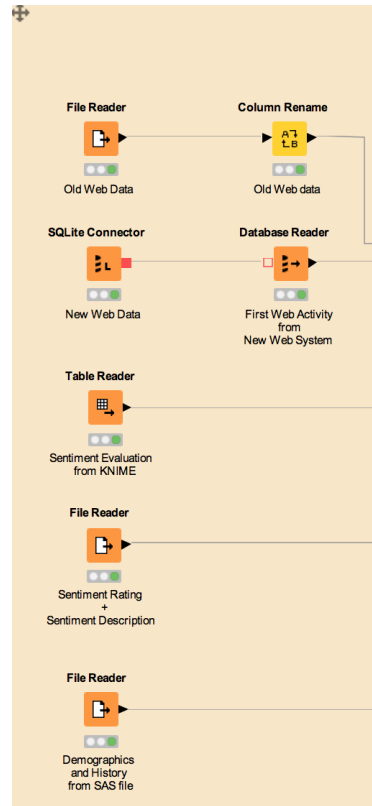 File Reader
Column Rename
A
B
Old Web Data
Old Web data
SQLite Connector
Database Reader
L
New Web Data
First Web Activity
from
New Web System
Table Reader
Sentiment Evaluation
from KNIME
File Reader
Sentiment Rating
+
Sentiment Description
File Reader
Demographics
and History
from SAS file